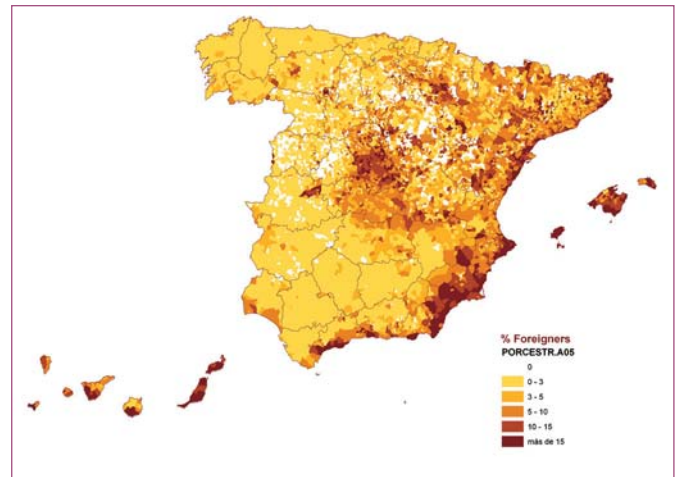 % Foreigners
PORCESTR.A05
0
0 - 3
3 - 5
5 - 10
10 - 15
más de 15